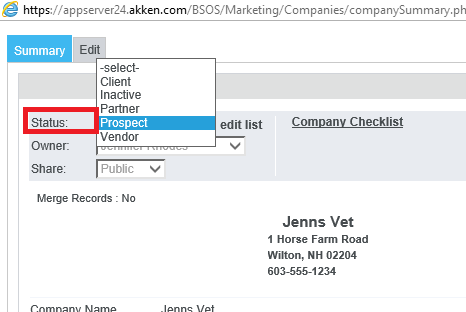 https://appserver24.akken.com/BSOS/Marketing/Companies/companySummary.ph
Summary Edit
-select-
Client
Inactive
Partner
Prospect
Vendor
Status: edit list Company Checklist
Owner: Jennifer Rhodes
Share: Public
Merge Records : No
Jenns Vet
1 Horse Farm Road
Wilton, NH 02204
603-555-1234
Company Name Jenns Vet